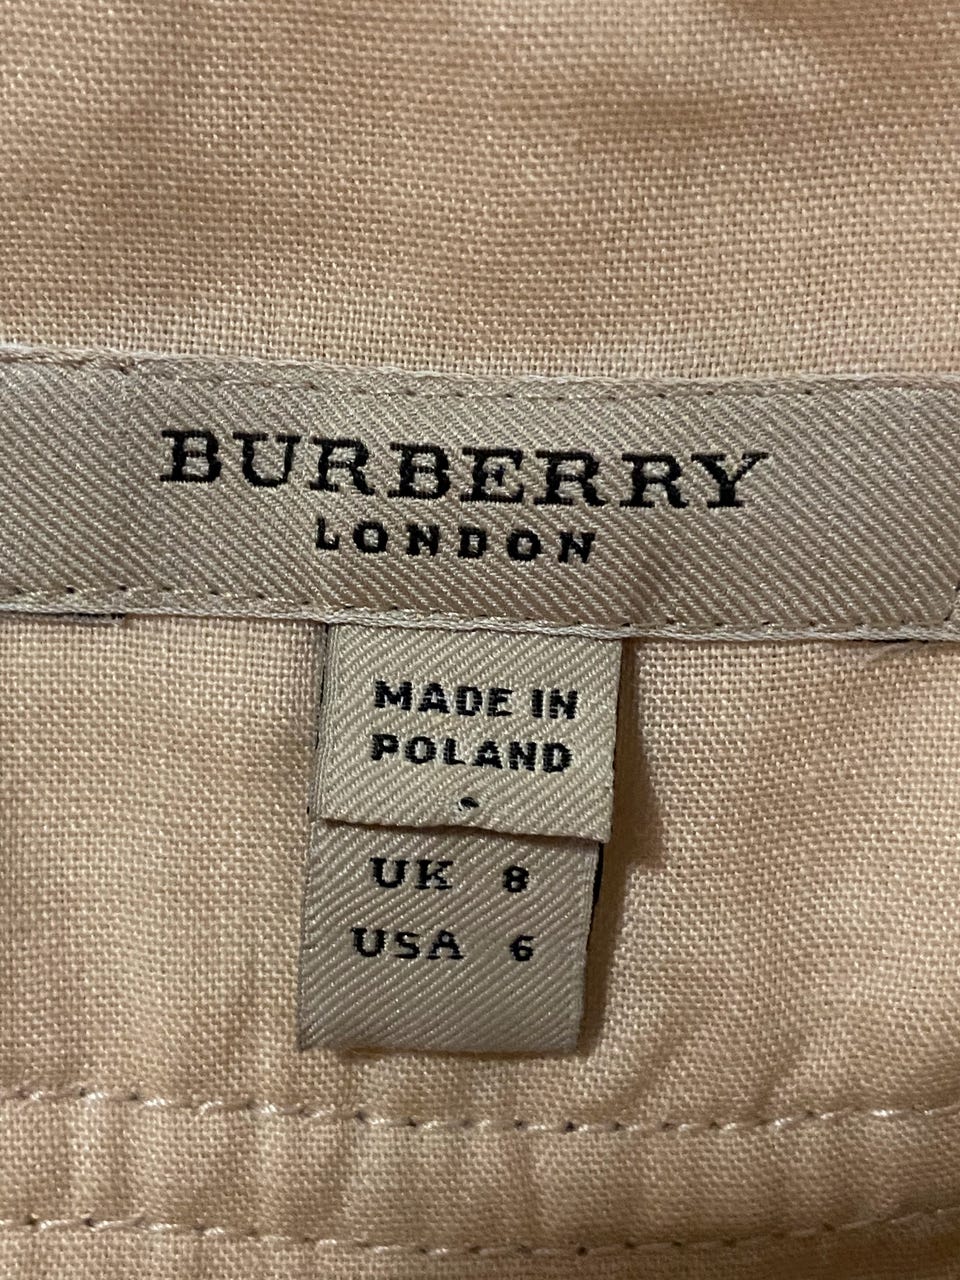 BURBERRY
LONDON
MADE IN
POLAND
UK 8
USA 6